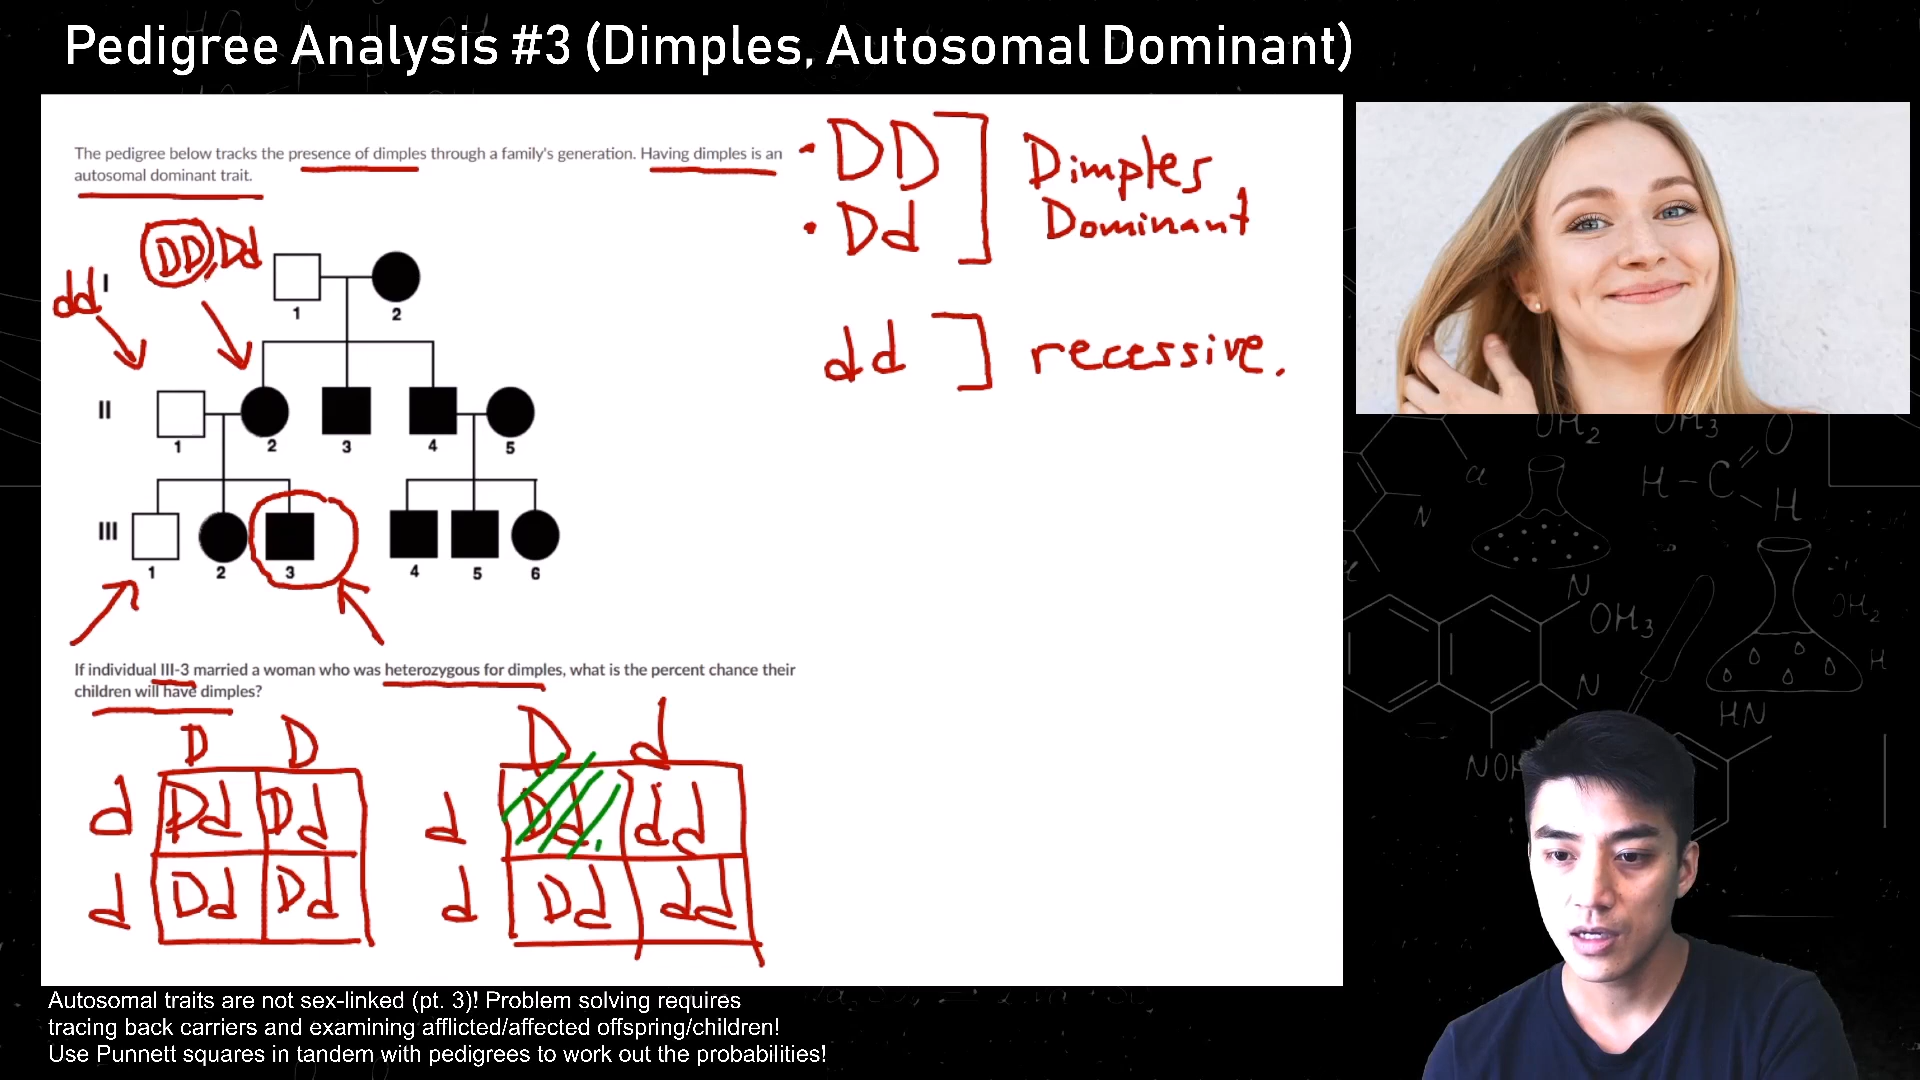 Pedigree Analysis #3 (Dimples, Autosomal Dominant)
The pedigree below tracks the presence of dimples through a family's generation. Having dimples is an
autosomal dominant trait.
• DD
• Dd
Dimples
Dominant
dd
recessive.
DD, Dd
dd
I
1
2
II
1
2
3
4
5
III
1
2
3
4
5
6
If individual III-3 married a woman who was heterozygous for dimples, what is the percent chance their
children will have dimples?
D D
d Dd Dd
d Dd Dd
D d
d Dd dd
d Dd dd
Autosomal traits are not sex-linked (pt. 3)! Problem solving requires
tracing back carriers and examining afflicted/affected offspring/children!
Use Punnett squares in tandem with pedigrees to work out the probabilities!
OH2
O
H-C
H
N
N
OH3
N
HN
H